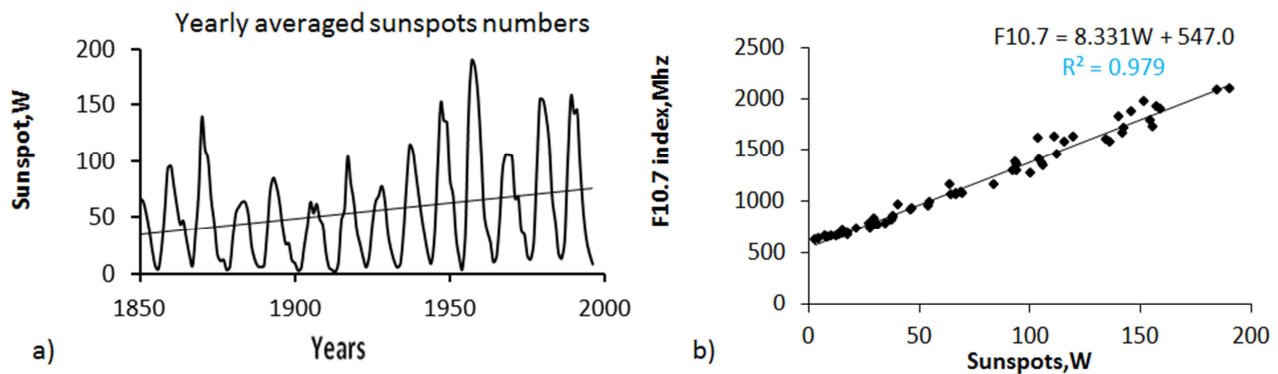 Yearly averaged sunspots numbers
Sunspot,W
200
150
100
50
0
1850
1900
1950
2000
Years
a)
F10.7 = 8.331W + 547.0
R² = 0.979
F10.7 index,Mhz
2500
2000
1500
1000
500
0
0
50
100
150
200
Sunspots,W
b)